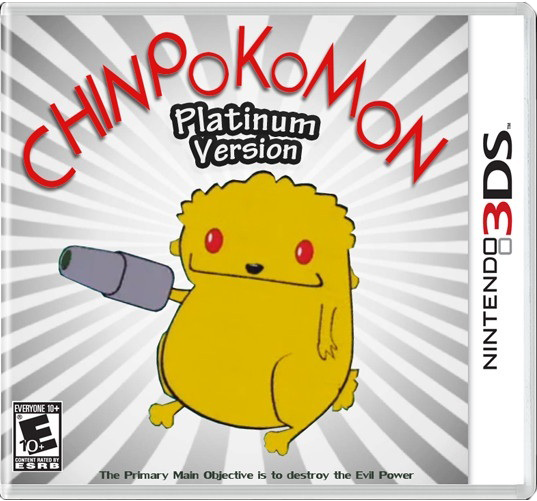 CHINPOKOMON
Platinum
Version
NINTENDO 3DS
TM
EVERYONE 10+
E
10+
CONTENT RATED BY
ESRB
The Primary Main Objective is to destroy the Evil Power